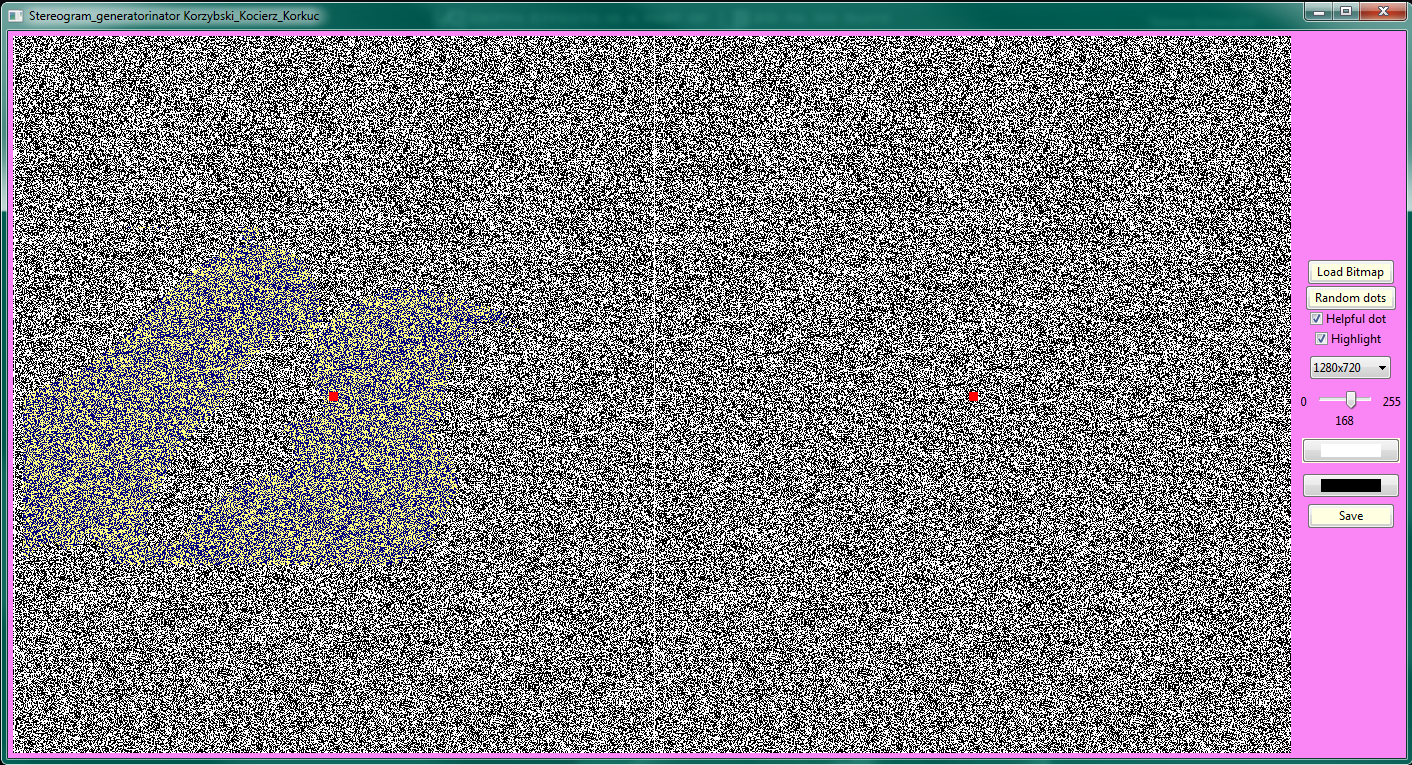 Stereogram_generatorinator Korzybski_Kocierz_Korkuc
Load Bitmap
Random dots
Helpful dot
Highlight
1280x720
0 255
168
Save